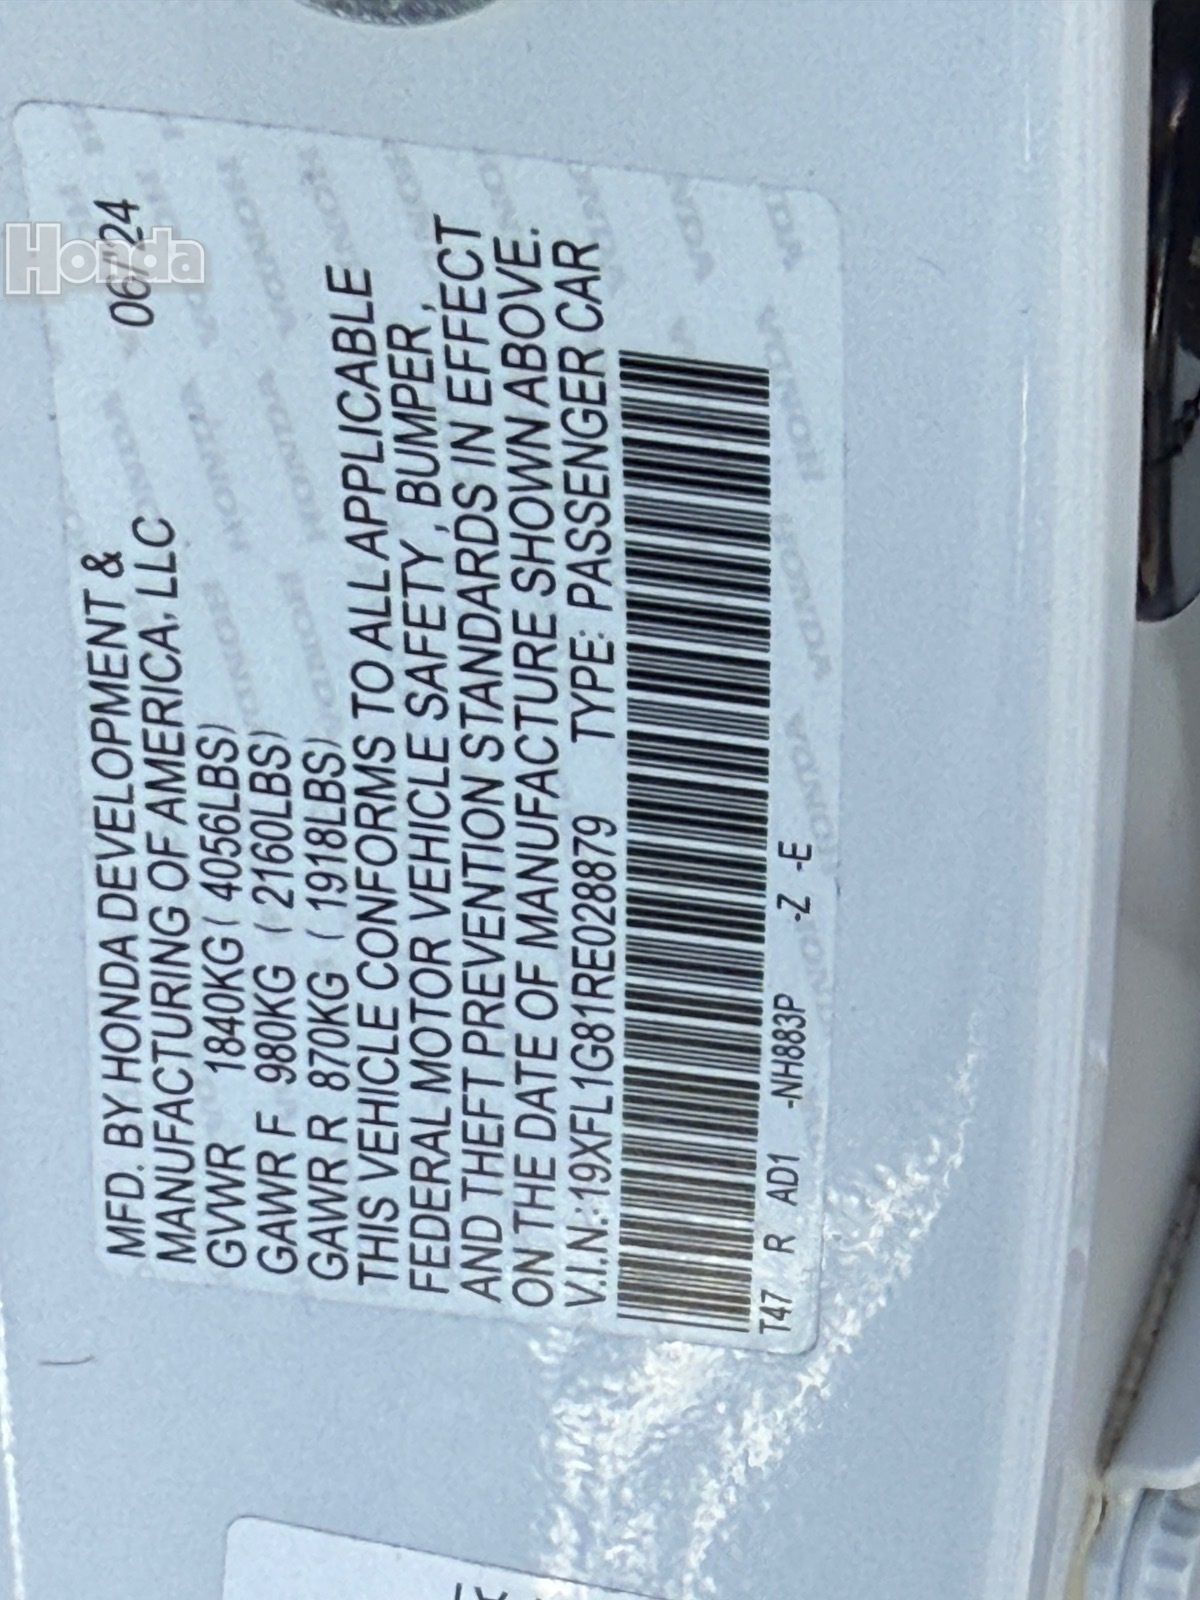 Honda
MFD. BY HONDA DEVELOPMENT & 06/ 24
MANUFACTURING OF AMERICA, LLC
GVWR 1840KG ( 4056LBS)
GAWR F 980KG ( 2160LBS)
GAWR R 870KG ( 1918LBS)
THIS VEHICLE CONFORMS TO ALL APPLICABLE
FEDERAL MOTOR VEHICLE SAFETY, BUMPER,
AND THEFT PREVENTION STANDARDS IN EFFECT
ON THE DATE OF MANUFACTURE SHOWN ABOVE.
V.I.N.:19XFL1G81RE028879 TYPE: PASSENGER CAR
T47 R AD1 -NH883P -Z -E